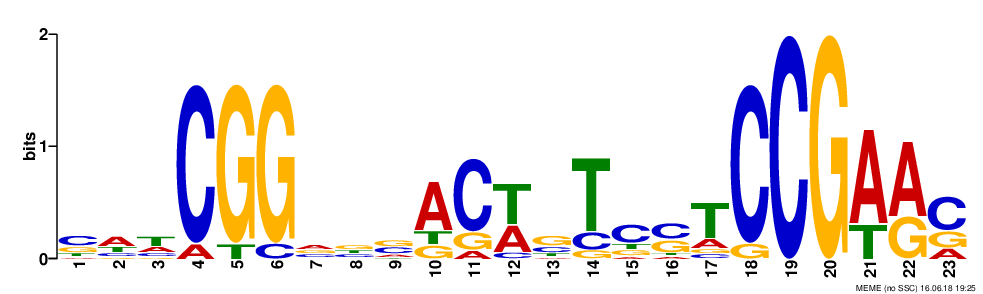 2
bits
1
0
C A T C G G A G G A C T G T C C T C C G A A C
G T A A T C C T C T G A C T G A G T G G
1 2 3 4 5 6 7 8 9 10 11 12 13 14 15 16 17 18 19 20 21 22 23
MEME (no SSC) 16.06.18 19:25